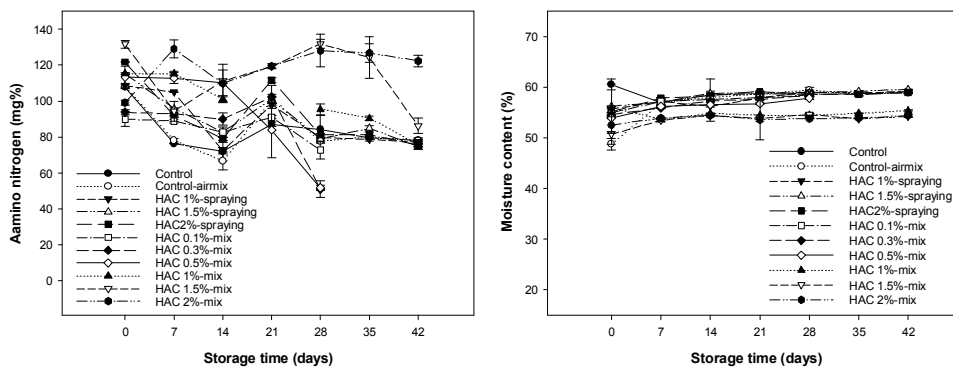 Aamino nitrogen (mg%)
140
120
100
80
60
40
20
0
Control
Control-airmix
HAC 1%-spraying
HAC 1.5%-spraying
HAC2%-spraying
HAC 0.1%-mix
HAC 0.3%-mix
HAC 0.5%-mix
HAC 1%-mix
HAC 1.5%-mix
HAC 2%-mix
0 7 14 21 28 35 42
Storage time (days)
Moisture content (%)
70
60
50
40
30
20
Control
Control-airmix
HAC 1%-spraying
HAC 1.5%-spraying
HAC2%-spraying
HAC 0.1%-mix
HAC 0.3%-mix
HAC 0.5%-mix
HAC 1%-mix
HAC 1.5%-mix
HAC 2%-mix
0 7 14 21 28 35 42
Storage time (days)